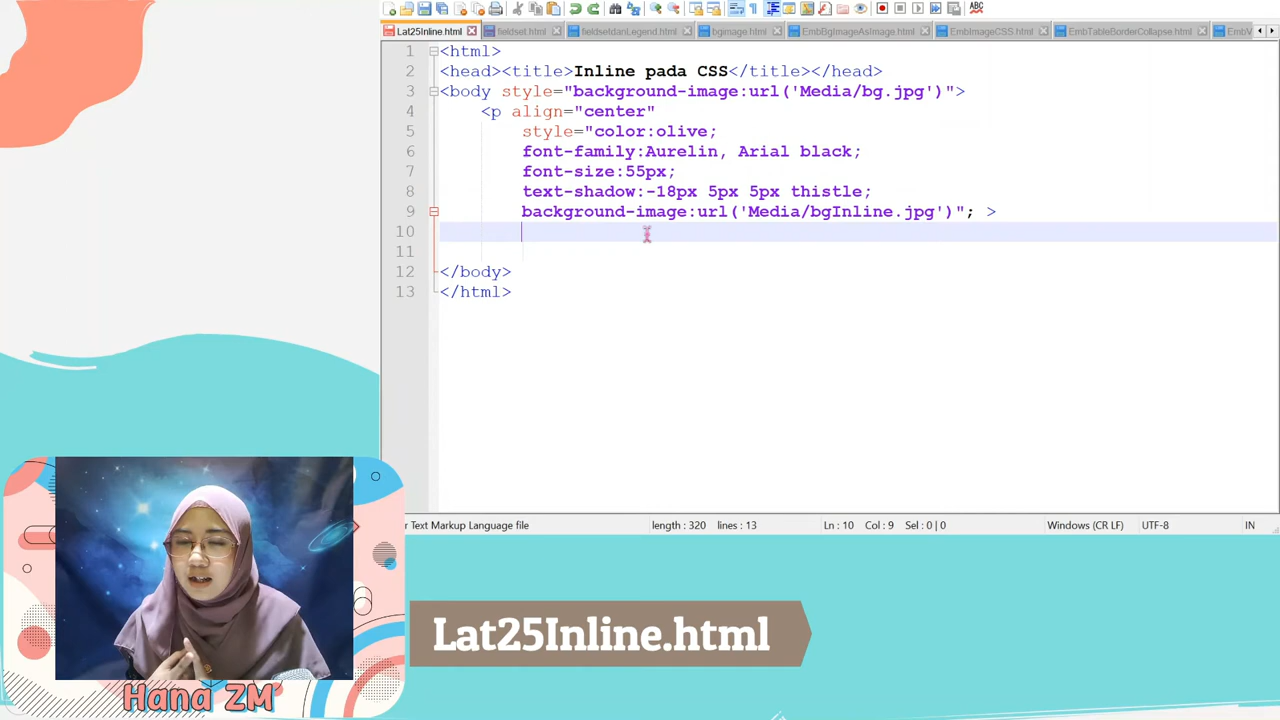 Lat25Inline.html fieldset.html fieldsetdanLegend.html bgimage.html EmbBgImageAsImage.html EmbImageCSS.html EmbTableBorderCollapse.html
1 <html>
2 <head><title>Inline pada CSS</title></head>
3 <body style="background-image:url('Media/bg.jpg')">
4 <p align="center"
5 style="color:olive;
6 font-family:Aurelin, Arial black;
7 font-size:55px;
8 text-shadow:-18px 5px 5px thistle;
9 background-image:url('Media/bgInline.jpg')"; >
10
11
12 </body>
13 </html>
r Text Markup Language file length : 320 lines : 13 Ln : 10 Col : 9 Sel : 0 | 0 Windows (CR LF) UTF-8 IN
Lat25Inline.html
Hana ZM